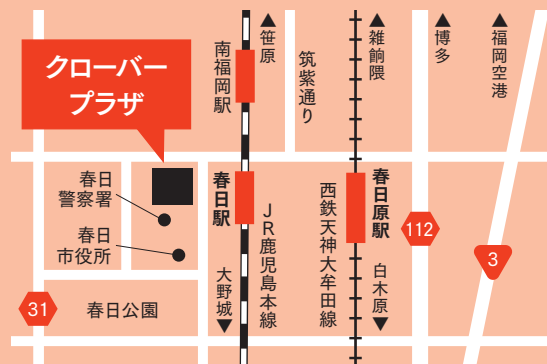 クローバー
プラザ
南福岡駅
▲笹原
筑紫通り
▲雑餉隈
▲博多
▲福岡空港
春日
警察署
春日
市役所
春日駅
JR鹿児島本線
大野城▼
西鉄天神大牟田線
春日原駅
白木原▼
112
3
31
春日公園